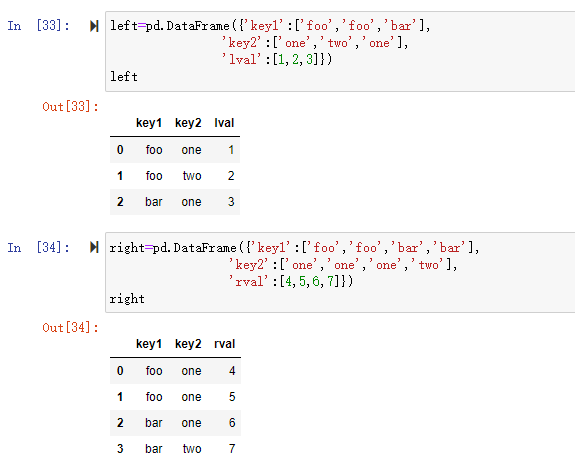 In [33]: left=pd.DataFrame({'key1':['foo','foo','bar'],
'key2':['one','two','one'],
'lval':[1,2,3]})
left
Out[33]:
key1 key2 lval
0 foo one 1
1 foo two 2
2 bar one 3
In [34]: right=pd.DataFrame({'key1':['foo','foo','bar','bar'],
'key2':['one','one','one','two'],
'rval':[4,5,6,7]})
right
Out[34]:
key1 key2 rval
0 foo one 4
1 foo one 5
2 bar one 6
3 bar two 7